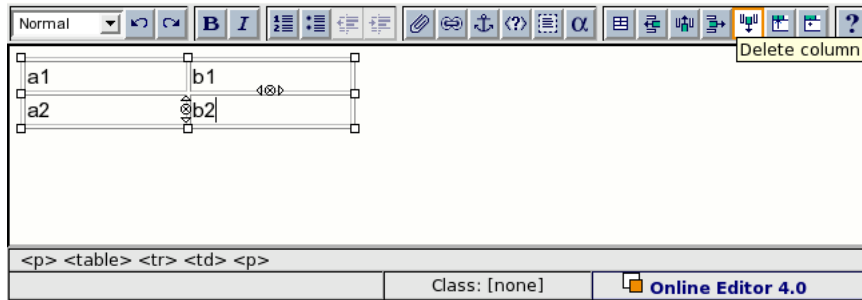 Normal B I α ?
Delete column
a1 b1
a2 b2
<p> <table> <tr> <td> <p>
Class: [none] Online Editor 4.0